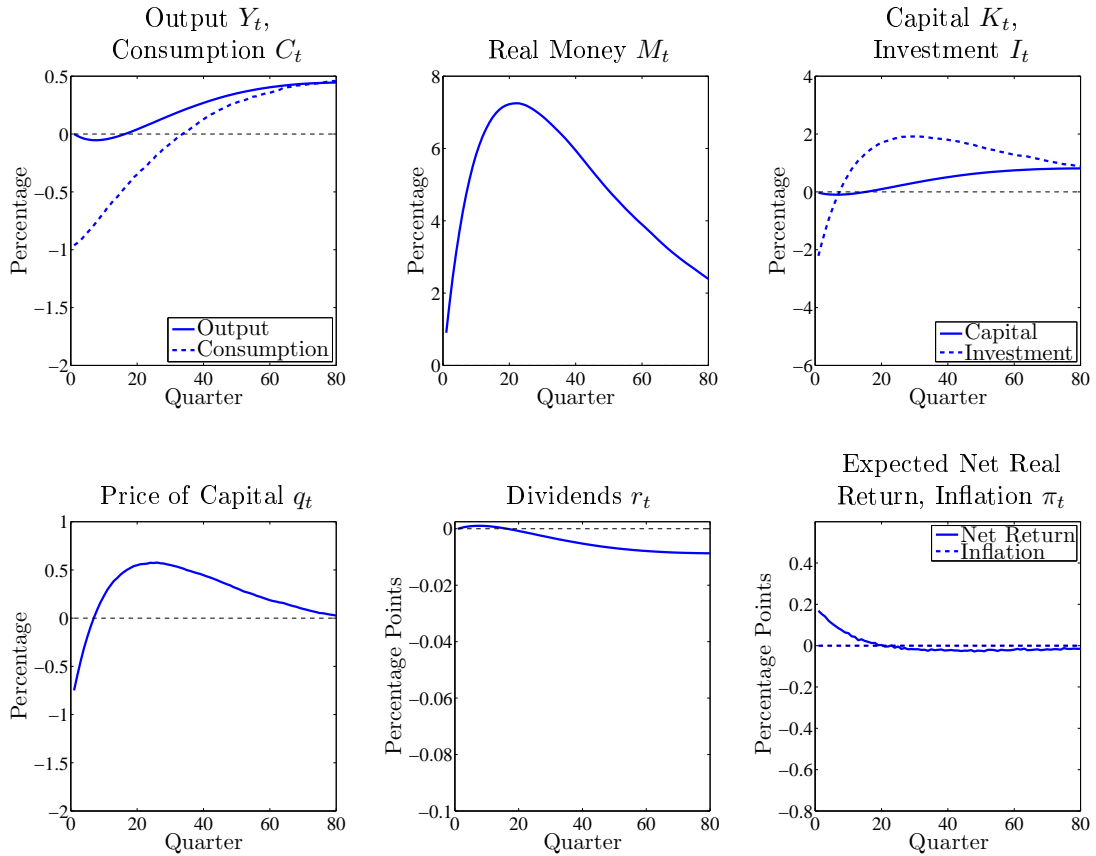 Output Y_t,
Consumption C_t
Percentage
0.5
0
−0.5
−1
−1.5
−2
Output
Consumption
0 20 40 60 80
Quarter
Real Money M_t
Percentage
8
6
4
2
0
0 20 40 60 80
Quarter
Capital K_t,
Investment I_t
Percentage
4
2
0
−2
−4
−6
Capital
Investment
0 20 40 60 80
Quarter
Price of Capital q_t
Percentage
1
0.5
0
−0.5
−1
−1.5
−2
0 20 40 60 80
Quarter
Dividends r_t
Percentage Points
0
−0.02
−0.04
−0.06
−0.08
−0.1
0 20 40 60 80
Quarter
Expected Net Real
Return, Inflation π_t
Percentage Points
Net Return
Inflation
0.4
0.2
0
−0.2
−0.4
−0.6
−0.8
0 20 40 60 80
Quarter